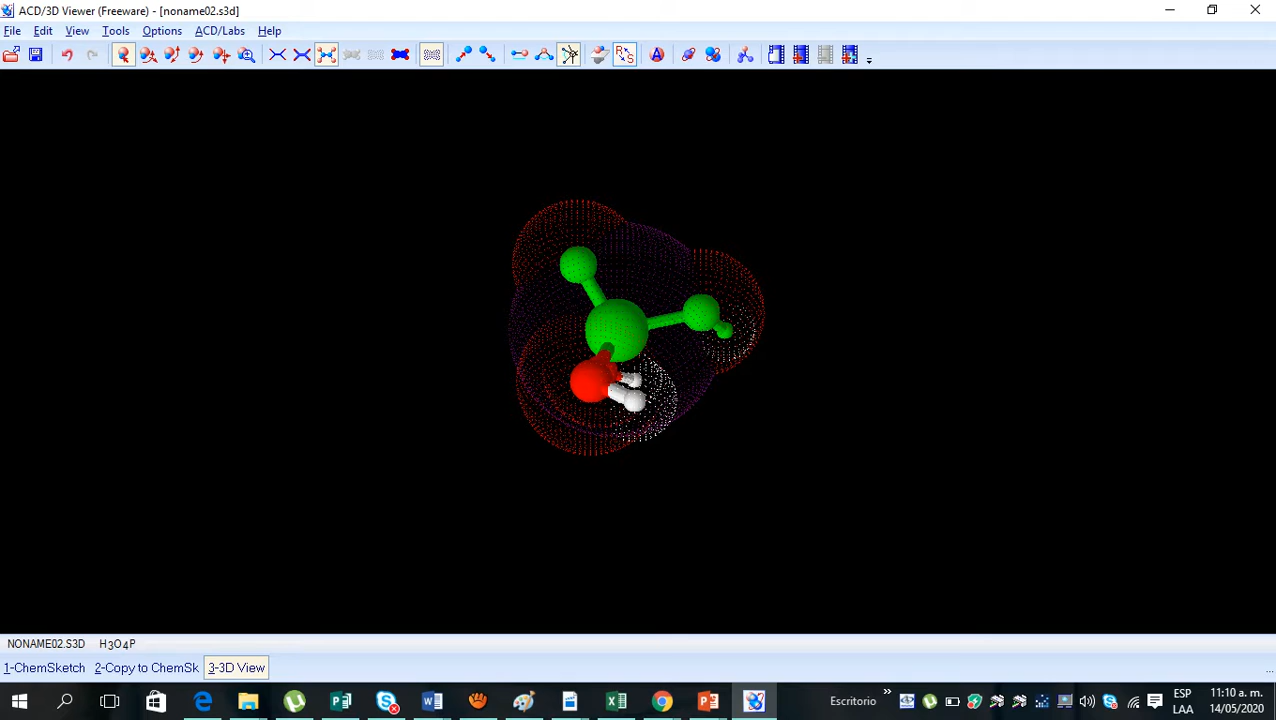 ACD/3D Viewer (Freeware) - [noname02.s3d]
File Edit View Tools Options ACD/Labs Help
NONAME02.S3D H3O4P
1-ChemSketch 2-Copy to ChemSk 3-3D View
Escritorio » ESP 11:10 a.m.
LAA 14/05/2020